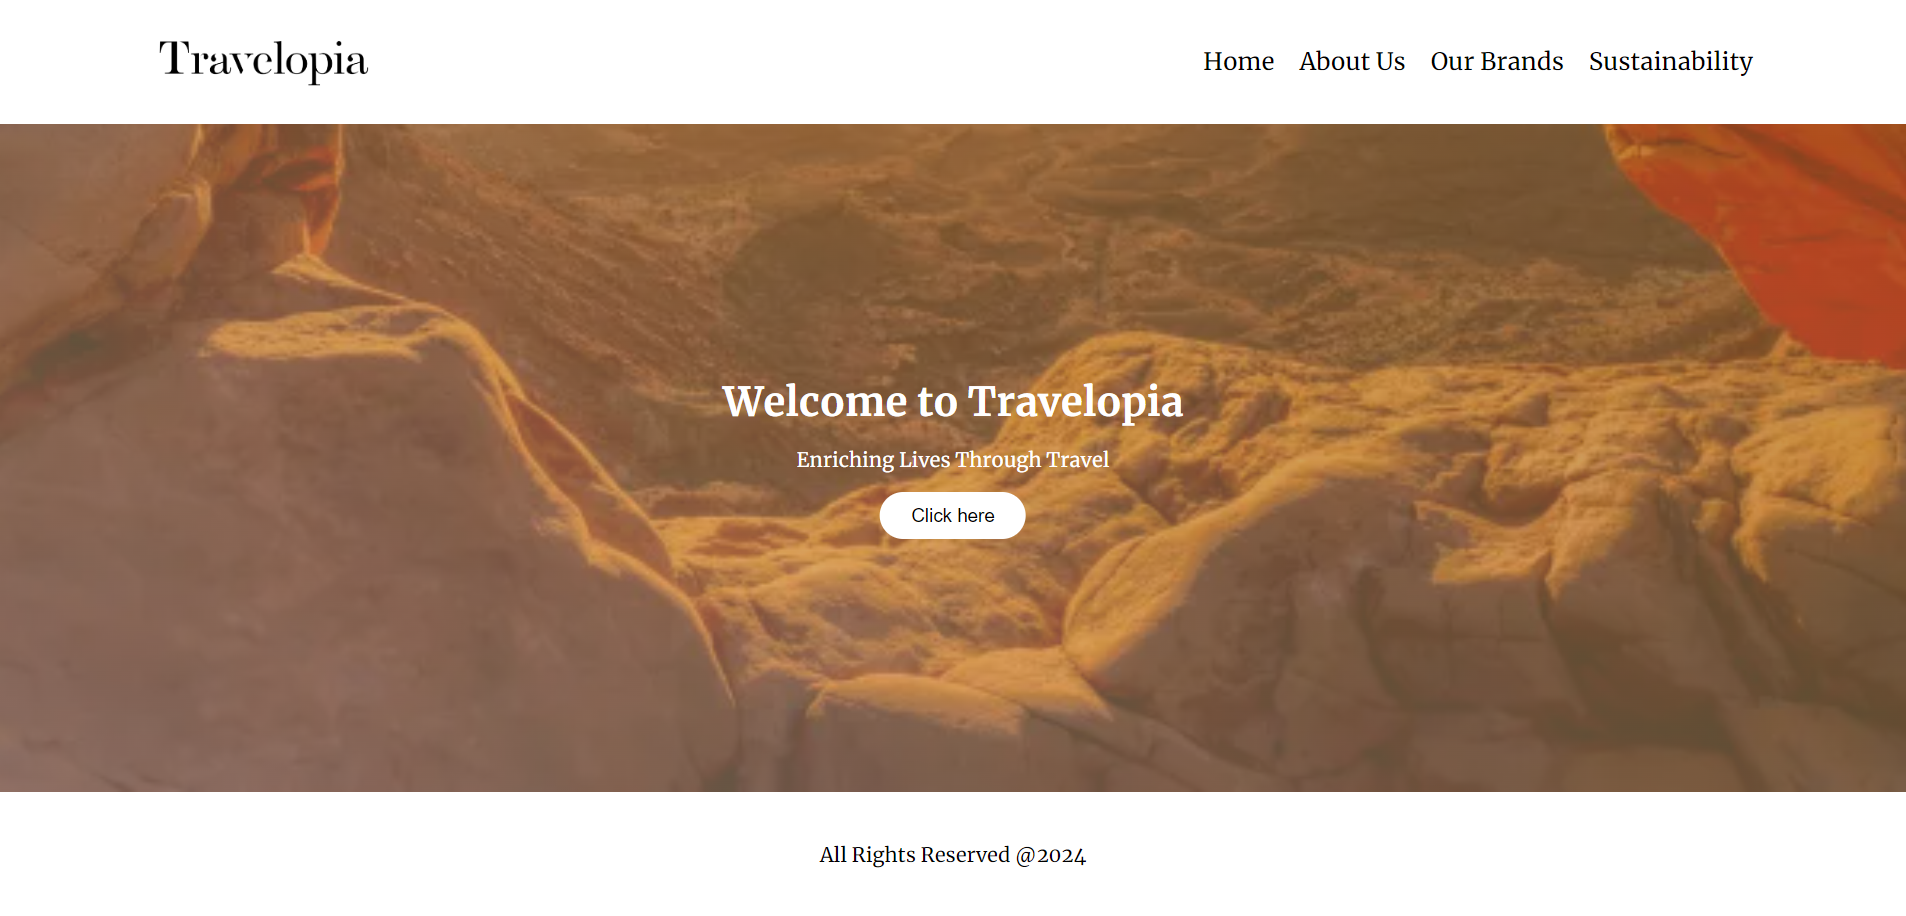 Travelopia
Home About Us Our Brands Sustainability
Welcome to Travelopia
Enriching Lives Through Travel
Click here
All Rights Reserved @2024